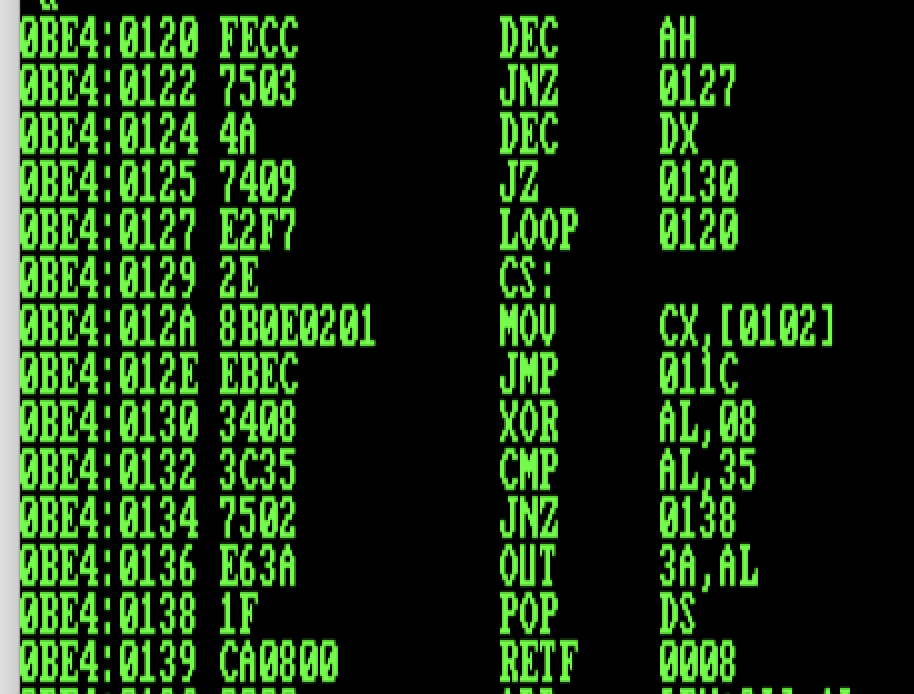 0BE4:0120 FECC DEC AH
0BE4:0122 7503 JNZ 0127
0BE4:0124 4A DEC DX
0BE4:0125 7409 JZ 0130
0BE4:0127 E2F7 LOOP 0120
0BE4:0129 2E CS:
0BE4:012A 8B0E0201 MOV CX,[0102]
0BE4:012E EBEC JMP 011C
0BE4:0130 3408 XOR AL,08
0BE4:0132 3C35 CMP AL,35
0BE4:0134 7502 JNZ 0138
0BE4:0136 E63A OUT 3A,AL
0BE4:0138 1F POP DS
0BE4:0139 CA0800 RETF 0008